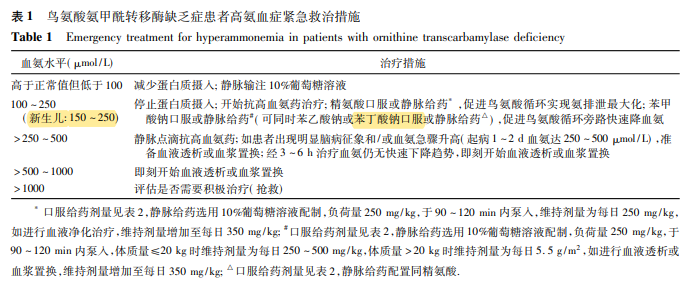 表 1 鸟氨酸氨甲酰转移酶缺乏症患者高氨血症紧急救治措施
Table 1 Emergency treatment for hyperammonemia in patients with ornithine transcarbamylase deficiency
血氨水平( μmol/L) 治疗措施
高于正常值但低于 100 减少蛋白质摄入; 静脉输注 10%葡萄糖溶液
100 ~ 250 停止蛋白质摄入; 开始抗高血氨药治疗; 精氨酸口服或静脉给药* ,促进鸟氨酸循环实现氨排泄最大化; 苯甲
( 新生儿: 150 ~ 250) 酸钠口服或静脉给药# ( 可同时苯乙酸钠或苯丁酸钠口服或静脉给药△ ) ,促进鸟氨酸循环旁路快速降血氨
> 250 ~ 500 静脉点滴抗高血氨药; 如患者出现明显脑病征象和/或血氨急骤升高( 起病 1 ~ 2 d 血氨达 250 ~ 500 μmol/L) ,准
备血液透析或血浆置换; 经 3 ~ 6 h 治疗血氨仍无快速下降趋势, 即刻开始血液透析或血浆置换
> 500 ~ 1000 即刻开始血液透析或血浆置换
> 1000 评估是否需要积极治疗( 抢救)
* 口服给药剂量见表 2, 静脉给药选用 10%葡萄糖溶液配制, 负荷量 250 mg/kg, 于 90 ~ 120 min 内泵入, 维持剂量为每日 250 mg/kg,
如进行血液净化治疗, 维持剂量增加至每日 350 mg/kg; #口服给药剂量见表 2, 静脉给药选用 10%葡萄糖溶液配制, 负荷量 250 mg/kg, 于
90 ~ 120 min 内泵入, 体质量≤20 kg 时维持剂量为每日 250 ~ 500 mg/kg, 体质量 > 20 kg 时维持剂量为每日 5. 5 g/m², 如进行血液透析或
血浆置换, 维持剂量增加至每日 350 mg/kg; △口服给药剂量见表 2, 静脉给药配置同精氨酸.